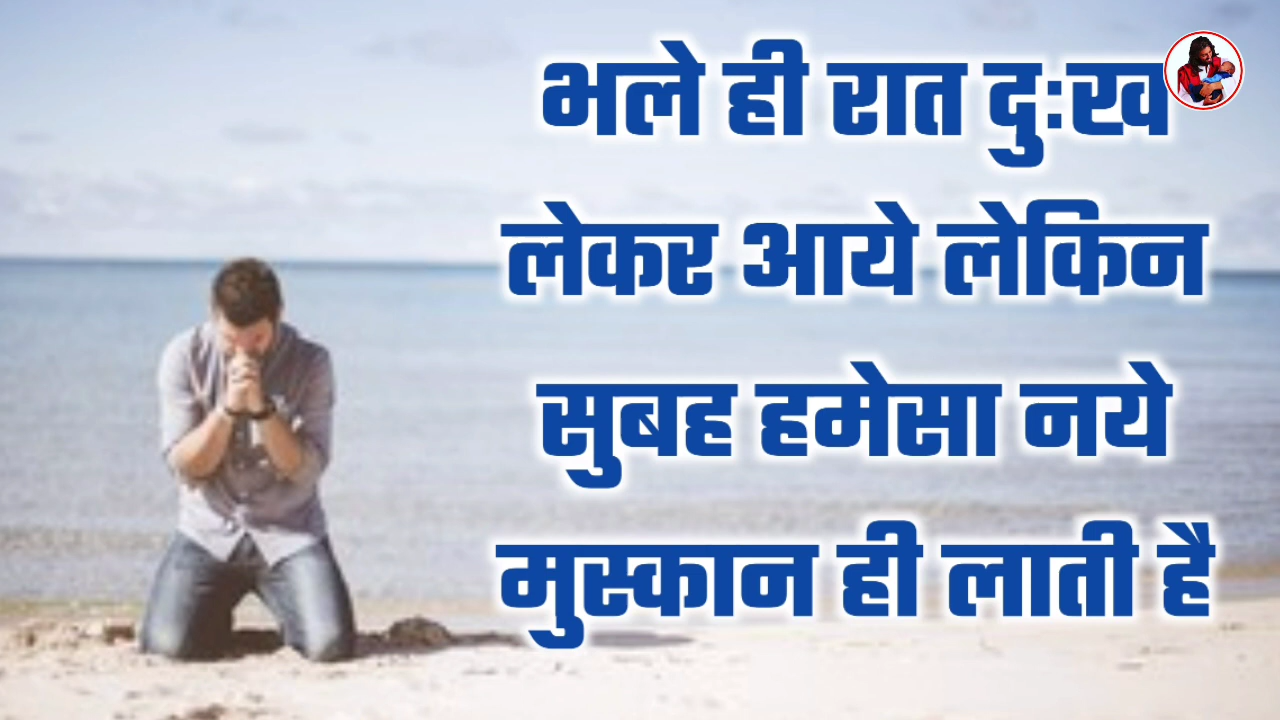 भले ही रात दुःख
लेकर आये लेकिन
सुबह हमेसा नये
मुस्कान ही लाती है